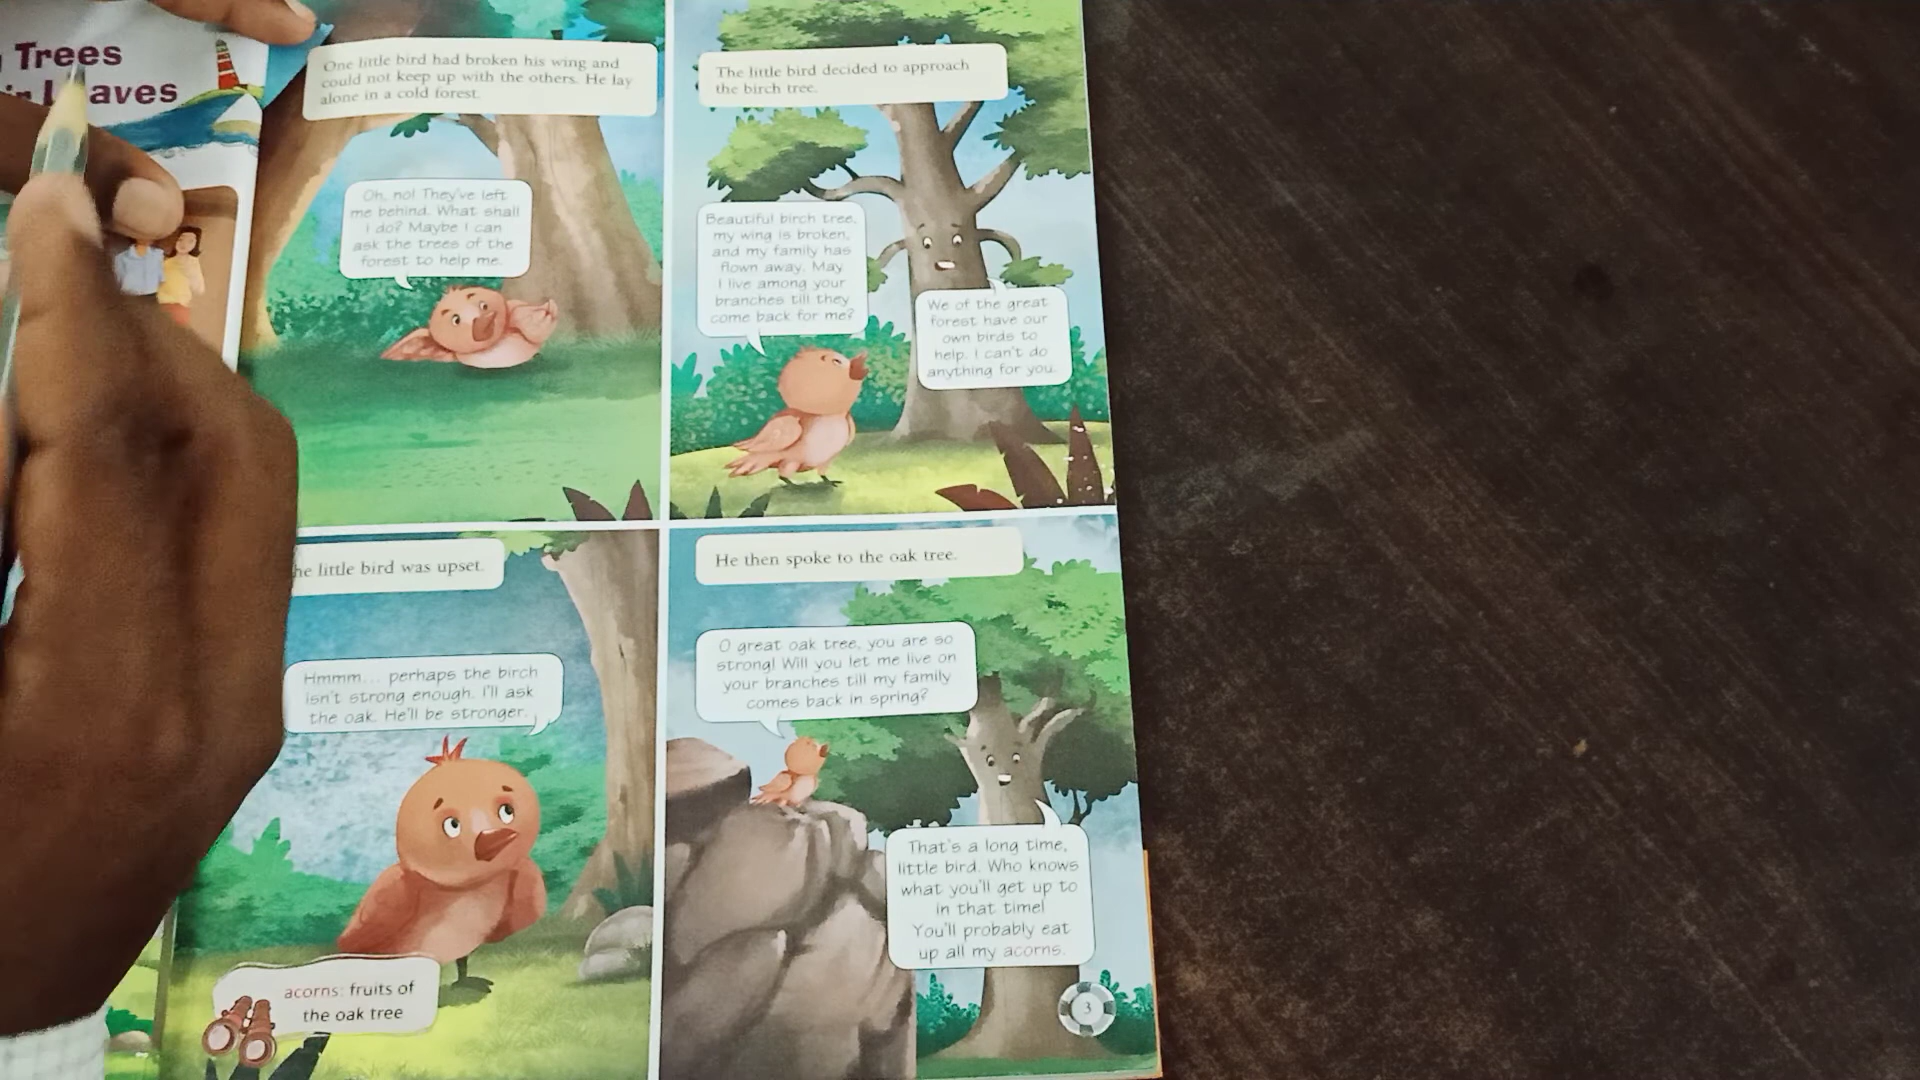 Trees
aves
One little bird had broken his wing and
could not keep up with the others. He lay
alone in a cold forest.
Oh, no! They've left
me behind. What shall
I do? Maybe I can
ask the trees of the
forest to help me.
The little bird decided to approach
the birch tree.
Beautiful birch tree,
my wing is broken,
and my family has
flown away. May
I live among your
branches till they
come back for me?
We of the great
forest have our
own birds to
help. I can't do
anything for you.
he little bird was upset.
Hmmm... perhaps the birch
isn't strong enough. I'll ask
the oak. He'll be stronger.
acorns: fruits of
the oak tree
He then spoke to the oak tree.
O great oak tree, you are so
strong! Will you let me live on
your branches till my family
comes back in spring?
That's a long time,
little bird. Who knows
what you'll get up to
in that time!
You'll probably eat
up all my acorns.
3